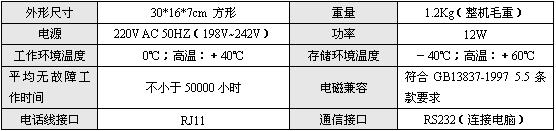 外形尺寸 30*16*7cm 方形 重量 1.2Kg（整机毛重）
电源 220V AC 50HZ（198V~242V） 功率 12W
工作环境温度 0℃；高温：＋40℃ 存储环境温度 －40℃；高温：＋60℃
平均无故障工
作时间 不小于 50000 小时 电磁兼容 符合 GB13837-1997 5.5 条
款要求
电话线接口 RJ11 通信接口 RS232（连接电脑）